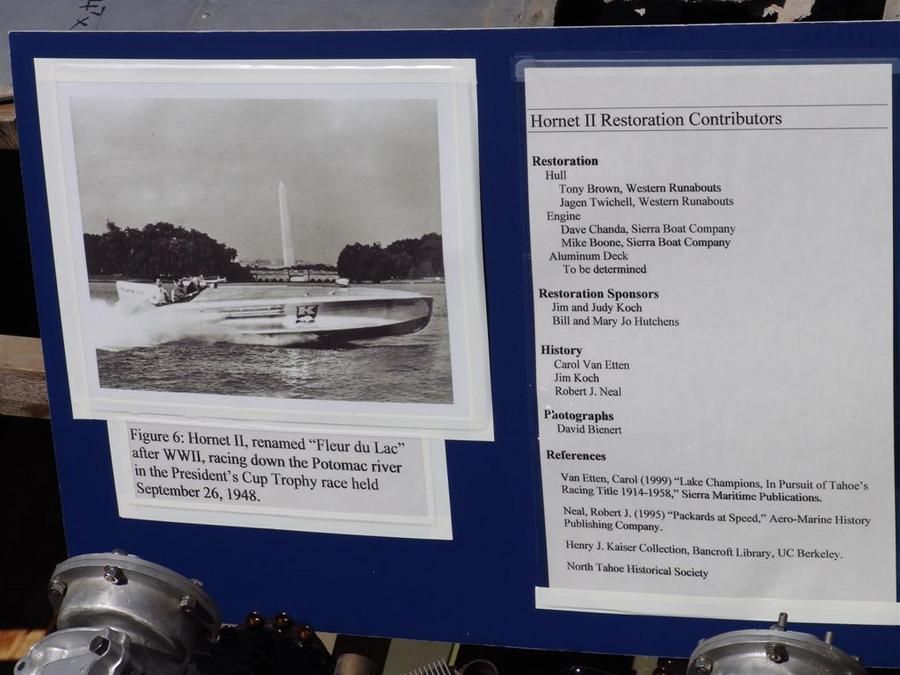 Figure 6: Hornet II, renamed “Fleur du Lac”
after WWII, racing down the Potomac river
in the President’s Cup Trophy race held
September 26, 1948.
Hornet II Restoration Contributors
Restoration
Hull
Tony Brown, Western Runabouts
Jagen Twichell, Western Runabouts
Engine
Dave Chanda, Sierra Boat Company
Mike Boone, Sierra Boat Company
Aluminum Deck
To be determined
Restoration Sponsors
Jim and Judy Koch
Bill and Mary Jo Hutchens
History
Carol Van Etten
Jim Koch
Robert J. Neal
Photographs
David Bienert
References
Van Etten, Carol (1999) “Lake Champions, In Pursuit of Tahoe’s
Racing Title 1914-1958,” Sierra Maritime Publications.
Neal, Robert J. (1995) “Packards at Speed,” Aero-Marine History
Publishing Company.
Henry J. Kaiser Collection, Bancroft Library, UC Berkeley.
North Tahoe Historical Society